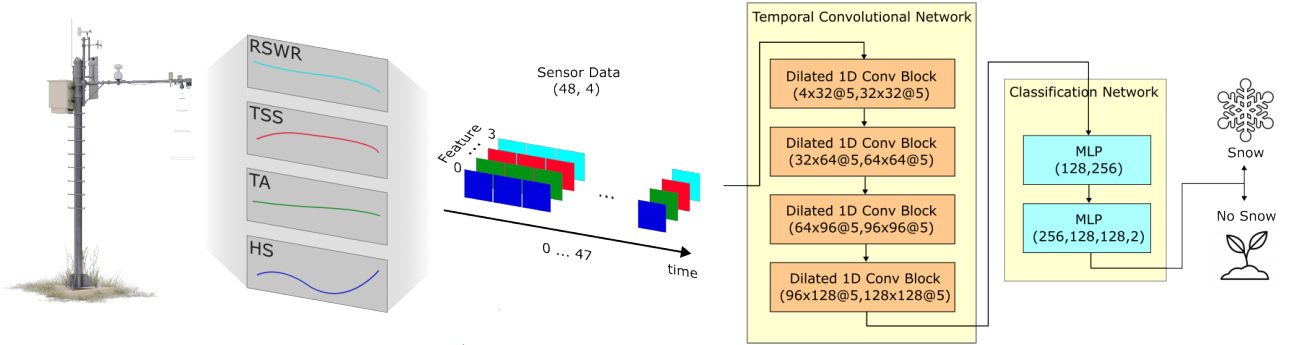 RSWR
TSS
TA
HS
Sensor Data
(48, 4)
Feature
0 ... 3
0 ... 47
time
Temporal Convolutional Network
Dilated 1D Conv Block
(4x32@5,32x32@5)
Dilated 1D Conv Block
(32x64@5,64x64@5)
Dilated 1D Conv Block
(64x96@5,96x96@5)
Dilated 1D Conv Block
(96x128@5,128x128@5)
Classification Network
MLP
(128,256)
MLP
(256,128,128,2)
Snow
No Snow